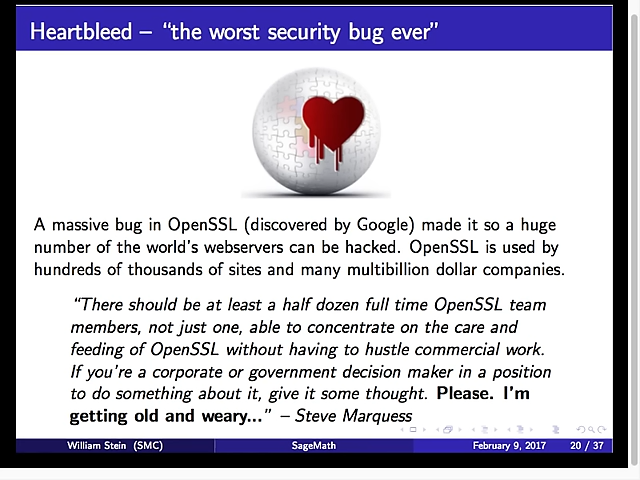 Heartbleed – “the worst security bug ever”
A massive bug in OpenSSL (discovered by Google) made it so a huge
number of the world’s webservers can be hacked. OpenSSL is used by
hundreds of thousands of sites and many multibillion dollar companies.
“There should be at least a half dozen full time OpenSSL team
members, not just one, able to concentrate on the care and
feeding of OpenSSL without having to hustle commercial work.
If you’re a corporate or government decision maker in a position
to do something about it, give it some thought. Please. I’m
getting old and weary...” – Steve Marquess
William Stein (SMC) SageMath February 9, 2017 20 / 37